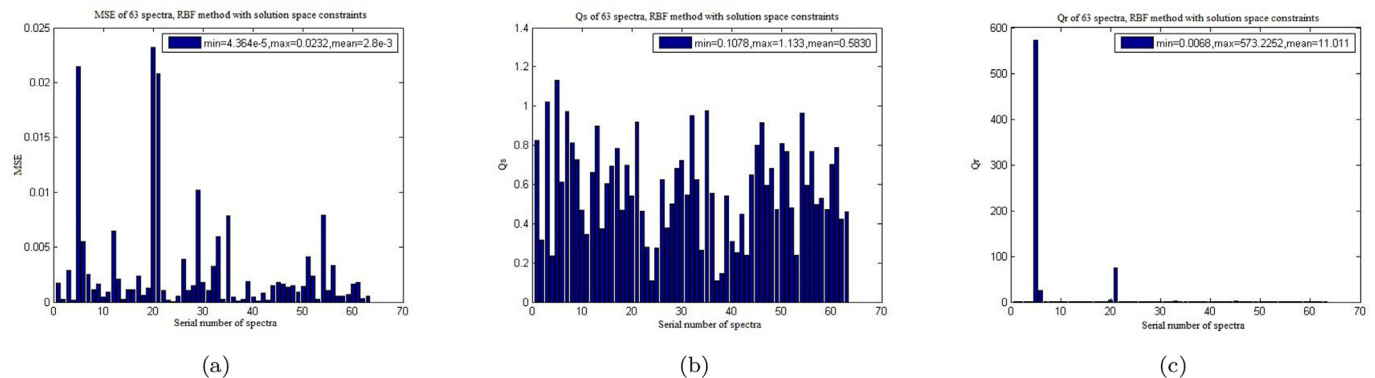 MSE of 63 spectra, RBF method with solution space constraints
min=4.364e-5,max=0.0232,mean=2.8e-3
0.025
0.02
0.015
0.01
0.005
0
MSE
0 10 20 30 40 50 60 70
Serial number of spectra
(a)
Qs of 63 spectra, RBF method with solution space constraints
min=0.1078,max=1.133,mean=0.5830
1.4
1.2
1
0.8
0.6
0.4
0.2
0
Qs
0 10 20 30 40 50 60 70
Serial number of spectra
(b)
Qr of 63 spectra, RBF method with solution space constraints
min=0.0068,max=573.2252,mean=11.011
600
500
400
300
200
100
0
Qr
0 10 20 30 40 50 60 70
Serial number of spectra
(c)